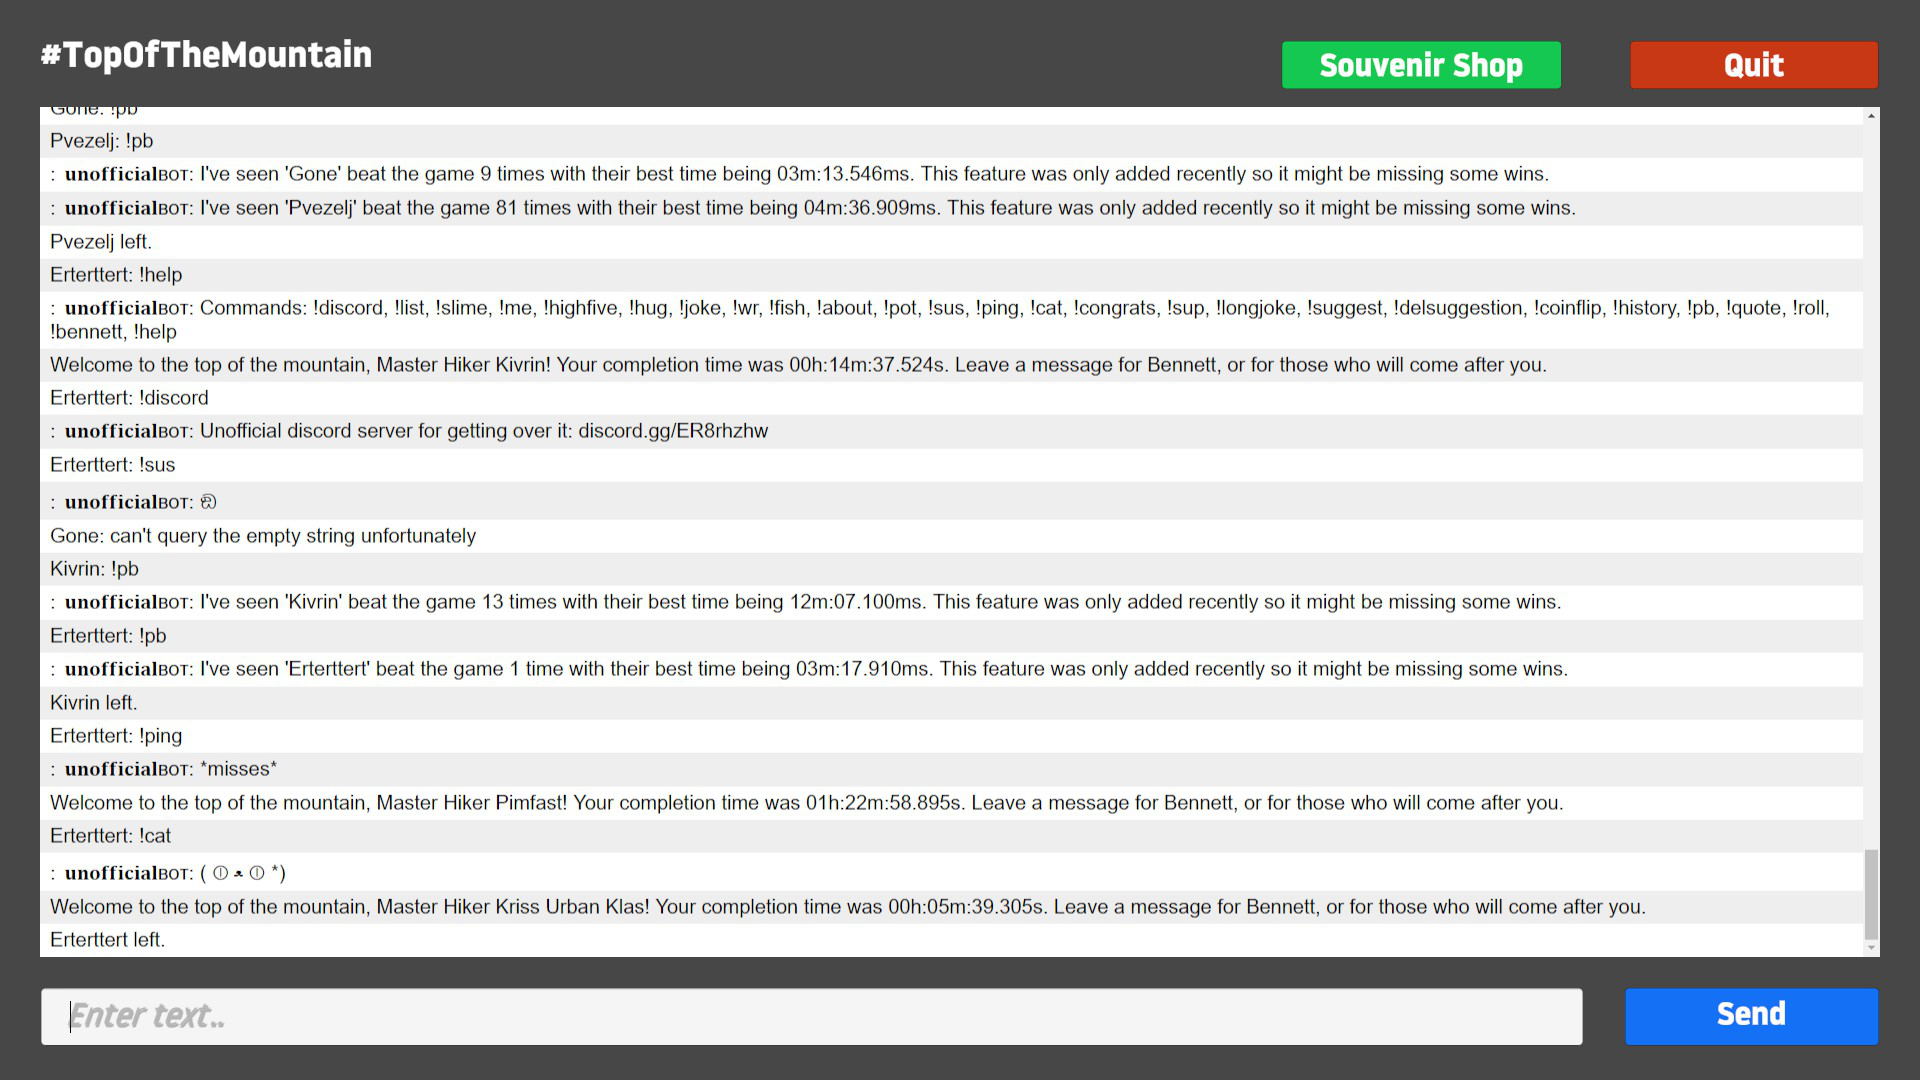 #TopOfTheMountain
Souvenir Shop
Quit
Gone: !pb
Pvezelj: !pb
: unofficialBOT: I've seen 'Gone' beat the game 9 times with their best time being 03m:13.546ms. This feature was only added recently so it might be missing some wins.
: unofficialBOT: I've seen 'Pvezelj' beat the game 81 times with their best time being 04m:36.909ms. This feature was only added recently so it might be missing some wins.
Pvezelj left.
Erterttert: !help
: unofficialBOT: Commands: !discord, !list, !slime, !me, !highfive, !hug, !joke, !wr, !fish, !about, !pot, !sus, !ping, !cat, !congrats, !sup, !longjoke, !suggest, !delsuggestion, !coinflip, !history, !pb, !quote, !roll,
!bennett, !help
Welcome to the top of the mountain, Master Hiker Kivrin! Your completion time was 00h:14m:37.524s. Leave a message for Bennett, or for those who will come after you.
Erterttert: !discord
: unofficialBOT: Unofficial discord server for getting over it: discord.gg/ER8rhzhw
Erterttert: !sus
: unofficialBOT: ඞ
Gone: can't query the empty string unfortunately
Kivrin: !pb
: unofficialBOT: I've seen 'Kivrin' beat the game 13 times with their best time being 12m:07.100ms. This feature was only added recently so it might be missing some wins.
Erterttert: !pb
: unofficialBOT: I've seen 'Erterttert' beat the game 1 time with their best time being 03m:17.910ms. This feature was only added recently so it might be missing some wins.
Kivrin left.
Erterttert: !ping
: unofficialBOT: *misses*
Welcome to the top of the mountain, Master Hiker Pimfast! Your completion time was 01h:22m:58.895s. Leave a message for Bennett, or for those who will come after you.
Erterttert: !cat
: unofficialBOT: ( ⦶ ﻌ ⦶ *)
Welcome to the top of the mountain, Master Hiker Kriss Urban Klas! Your completion time was 00h:05m:39.305s. Leave a message for Bennett, or for those who will come after you.
Erterttert left.
Enter text..
Send